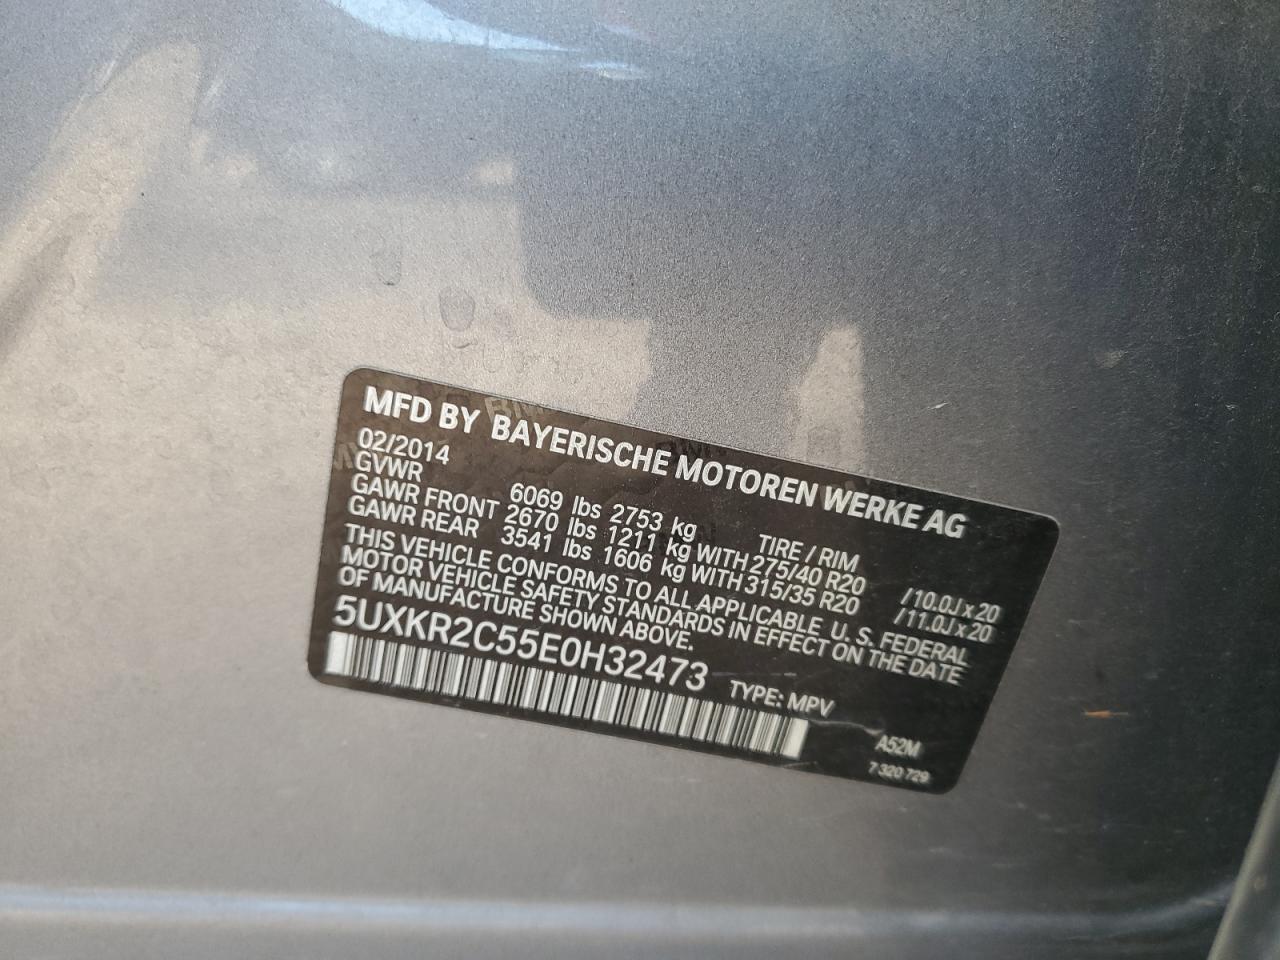 MFD BY BAYERISCHE MOTOREN WERKE AG
02/2014
GVWR 6069 lbs 2753 kg TIRE / RIM
GAWR FRONT 2670 lbs 1211 kg WITH 275/40 R20 /10.0J x 20
GAWR REAR 3541 lbs 1606 kg WITH 315/35 R20 /11.0J x 20
THIS VEHICLE CONFORMS TO ALL APPLICABLE U. S. FEDERAL
MOTOR VEHICLE SAFETY STANDARDS IN EFFECT ON THE DATE
OF MANUFACTURE SHOWN ABOVE.
5UXKR2C55E0H32473 TYPE: MPV
A52M
7 320 729